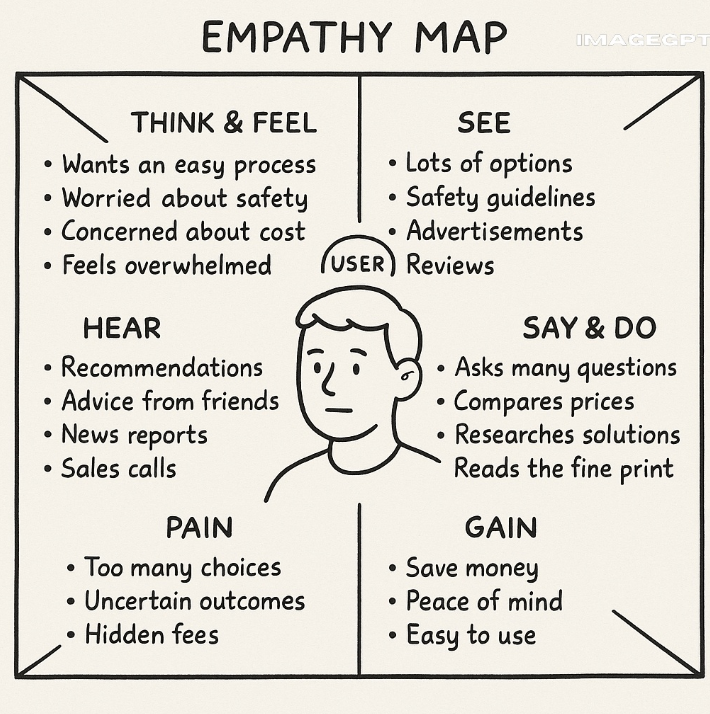 EMPATHY MAP
IMAGEGPT
THINK & FEEL
• Wants an easy process
• Worried about safety
• Concerned about cost
• Feels overwhelmed
SEE
• Lots of options
• Safety guidelines
• Advertisements
Reviews
USER
HEAR
• Recommendations
• Advice from friends
• News reports
• Sales calls
SAY & DO
• Asks many questions
• Compares prices
• Researches solutions
Reads the fine print
PAIN
• Too many choices
• Uncertain outcomes
• Hidden fees
GAIN
• Save money
• Peace of mind
• Easy to use